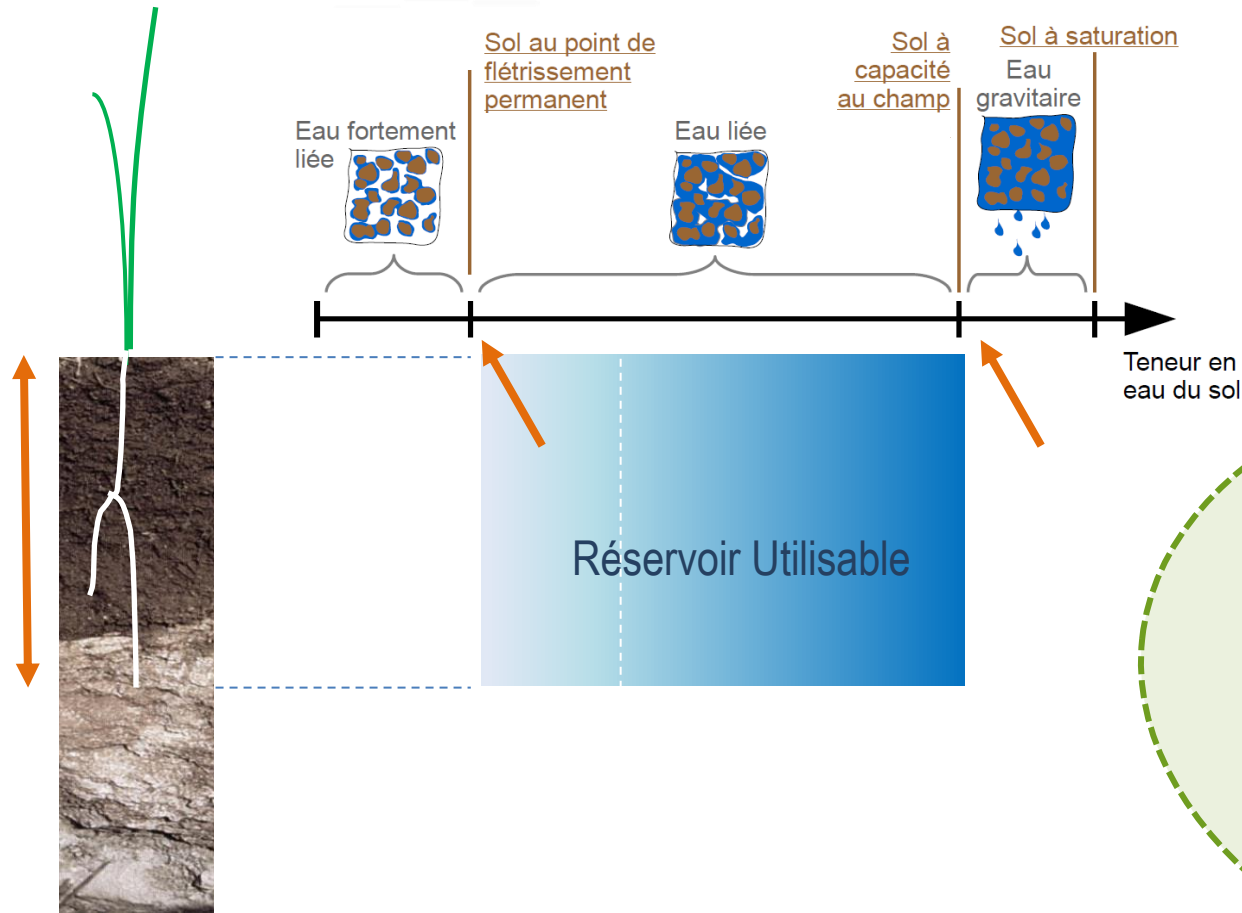 Sol au point de
flétrissement
permanent
Sol à
capacité
au champ
Sol à saturation
Eau fortement
liée
Eau liée
Eau
gravitaire
Teneur en
eau du sol
Réservoir Utilisable